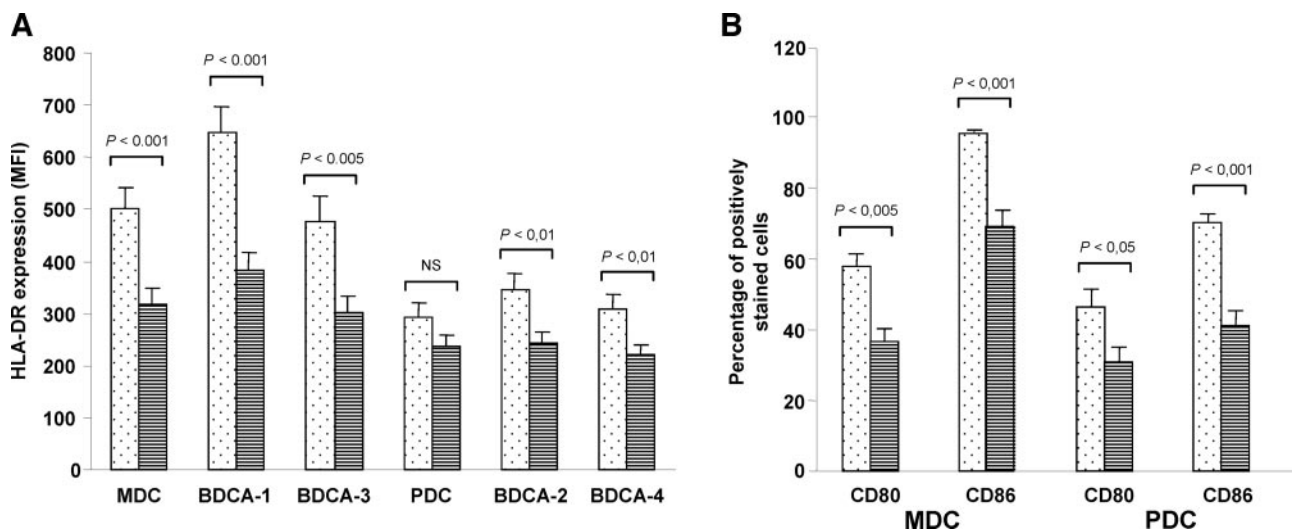 A
HLA-DR expression (MFI)
800
700
600
500
400
300
200
100
0
P < 0.001
P < 0.001
P < 0.005
NS
P < 0,01
P < 0,01
MDC BDCA-1 BDCA-3 PDC BDCA-2 BDCA-4
B
Percentage of positively
stained cells
120
100
80
60
40
20
0
P < 0,005
P < 0,001
P < 0,05
P < 0,001
CD80 CD86 CD80 CD86
MDC PDC